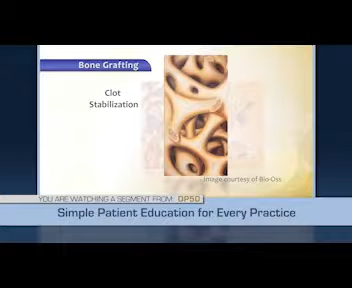 Bone Grafting
Clot
Stabilization
Image courtesy of Bio-Oss
YOU ARE WATCHING A SEGMENT FROM: OP5D
Simple Patient Education for Every Practice